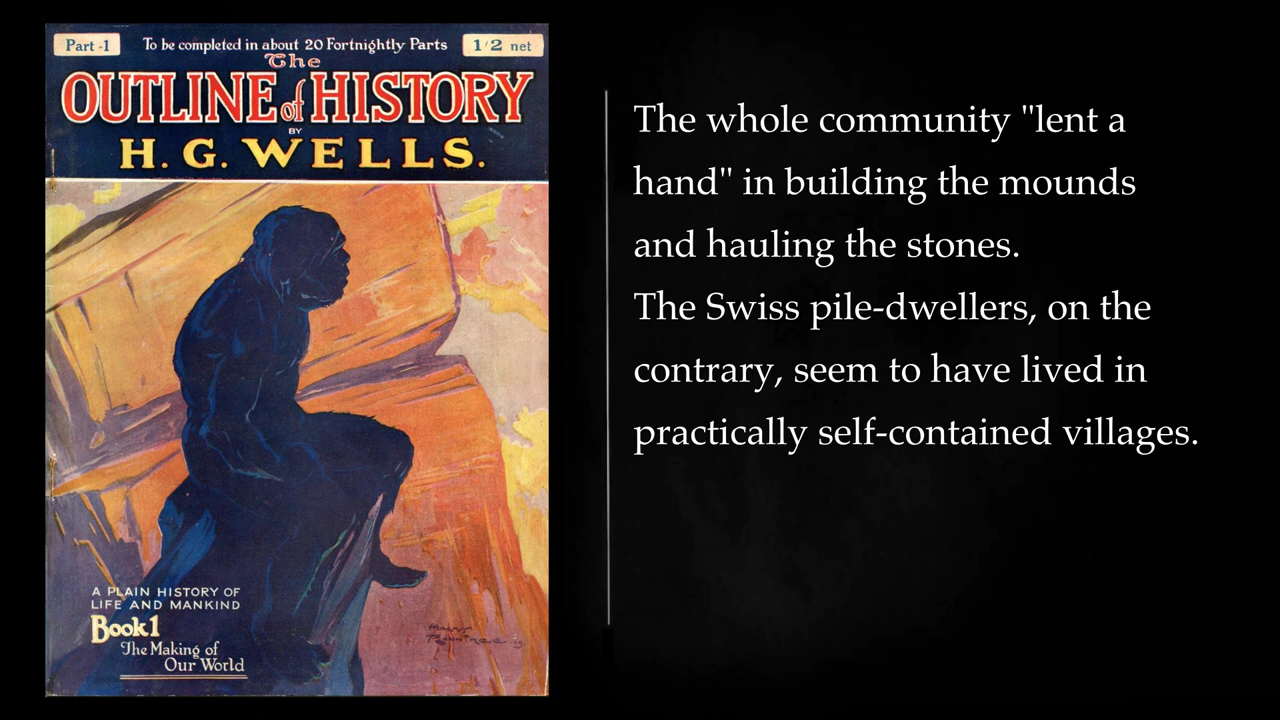 Part -1
To be completed in about 20 Fortnightly Parts
1/2 net
The
OUTLINE of HISTORY
BY
H. G. WELLS.
A PLAIN HISTORY OF
LIFE AND MANKIND
Book 1
The Making of
Our World
The whole community "lent a
hand" in building the mounds
and hauling the stones.
The Swiss pile-dwellers, on the
contrary, seem to have lived in
practically self-contained villages.